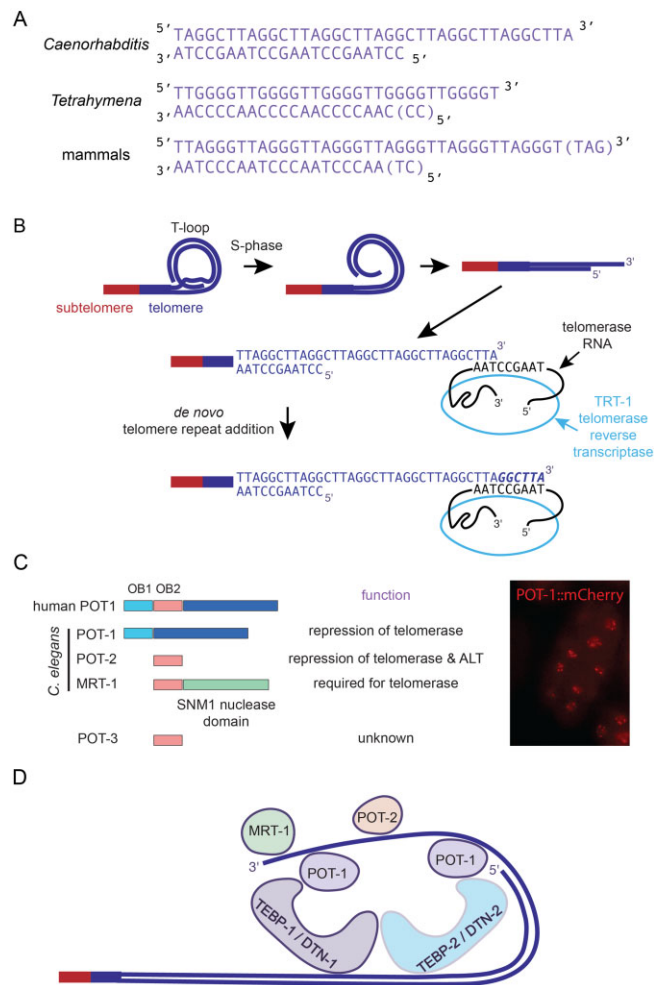 A
Caenorhabditis
5’ TAGGCTTAGGCTTAGGCTTAGGCTTAGGCTTAGGCTTA 3’
3’ ATCCGAATCCGAATCCGAATCC 5’
Tetrahymena
5’ TTGGGGTTGGGGTTGGGGTTGGGGTTGGGGT 3’
3’ AACCCCAACCCCAACCCCAAC(CC) 5’
mammals
5’ TTAGGGTTAGGGTTAGGGTTAGGGTTAGGGTTAGGGT(TAG) 3’
3’ AATCCCAATCCCAATCCCAA(TC) 5’
B
T-loop
S-phase
3’
5’
subtelomere
telomere
TTAGGCTTAGGCTTAGGCTTAGGCTTAGGCTTA 3’
AATCCGAATCC 5’
AATCCGAAT
3’
5’
telomerase
RNA
TRT-1
telomerase
reverse
transcriptase
de novo
telomere repeat addition
TTAGGCTTAGGCTTAGGCTTAGGCTTAGGCTTAGGCTTA 3’
AATCCGAATCC 5’
AATCCGAAT
3’
5’
C
OB1 OB2
function
human POT1
C. elegans
POT-1
repression of telomerase
POT-2
repression of telomerase & ALT
MRT-1
required for telomerase
SNM1 nuclease
domain
POT-3
unknown
POT-1::mCherry
D
MRT-1
POT-2
3’
POT-1
POT-1
5’
TEBP-1 / DTN-1
TEBP-2 / DTN-2